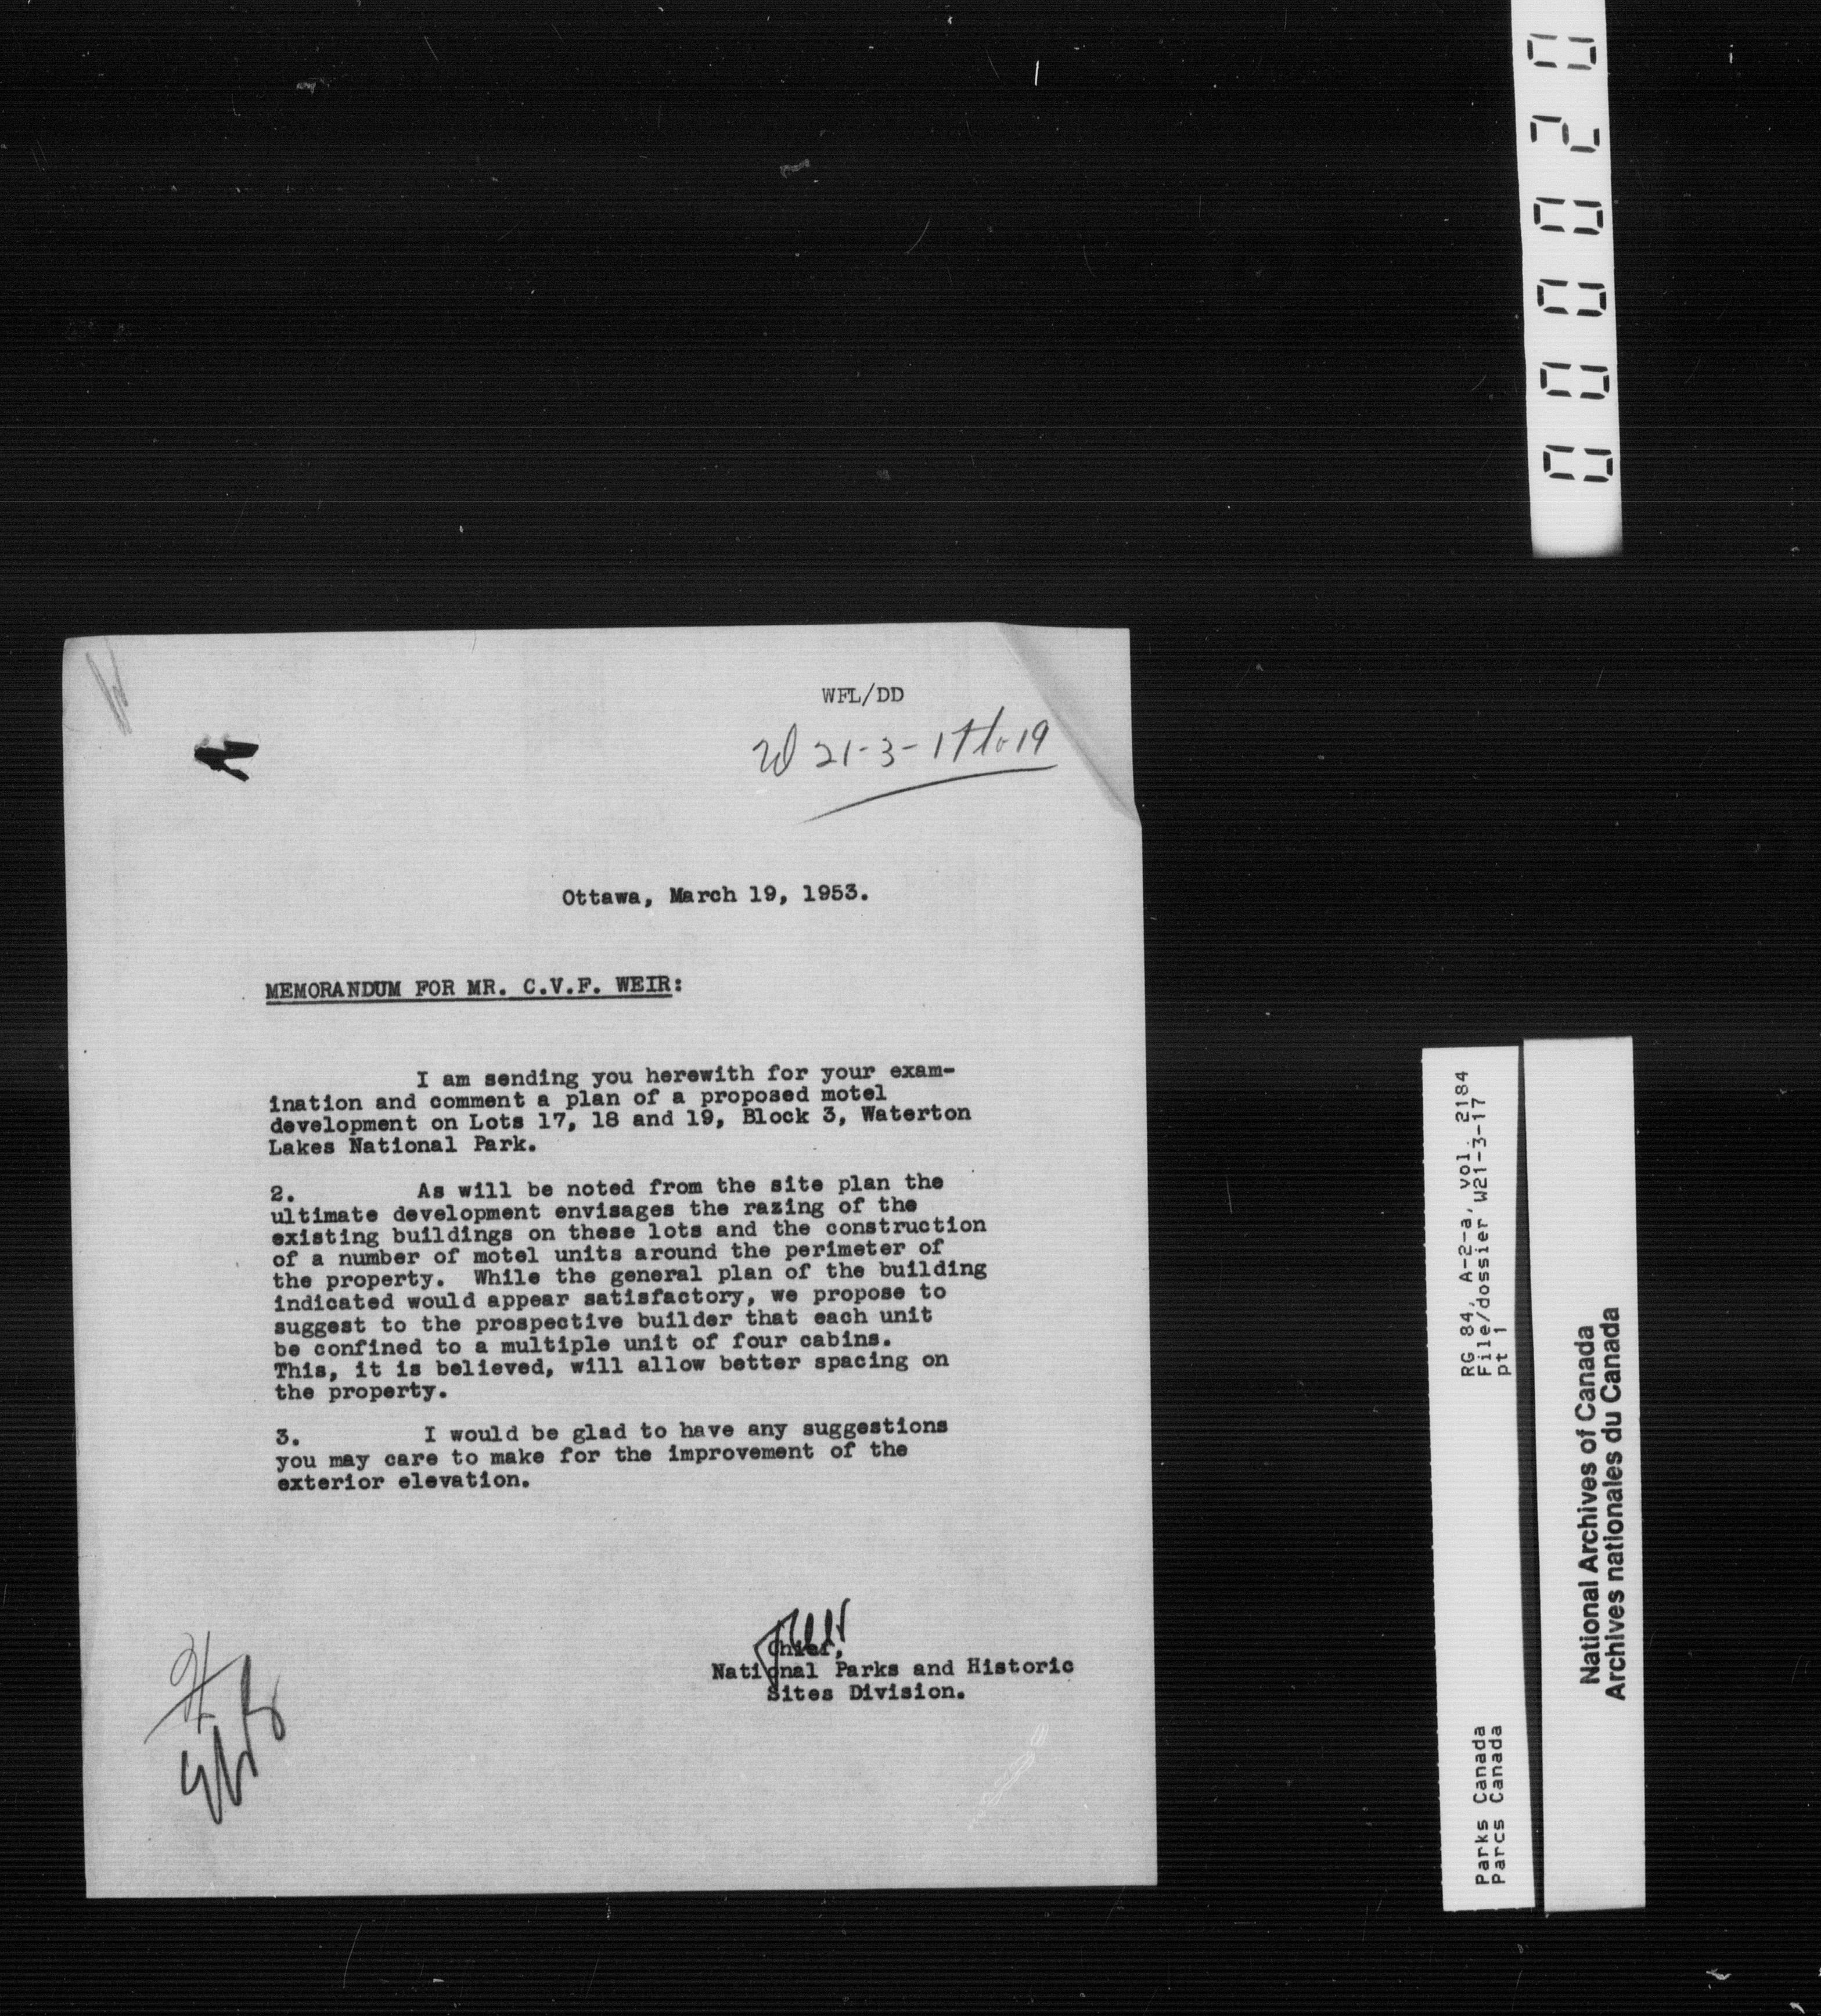 WFL/DD
W 21-3-17 to 19
Ottawa, March 19, 1953.
MEMORANDUM FOR MR. C.V.F. WEIR:
I am sending you herewith for your exam-
ination and comment a plan of a proposed motel
development on Lots 17, 18 and 19, Block 3, Waterton
Lakes National Park.
2. As will be noted from the site plan the
ultimate development envisages the razing of the
existing buildings on these lots and the construction
of a number of motel units around the perimeter of
the property. While the general plan of the building
indicated would appear satisfactory, we propose to
suggest to the prospective builder that each unit
be confined to a multiple unit of four cabins.
This, it is believed, will allow better spacing on
the property.
3. I would be glad to have any suggestions
you may care to make for the improvement of the
exterior elevation.
Chief,
National Parks and Historic
Sites Division.
000020
RG 84, A-2-a, vol. 2184
File/dossier W21-3-17
pt 1
Parks Canada
Parcs Canada
National Archives of Canada
Archives nationales du Canada